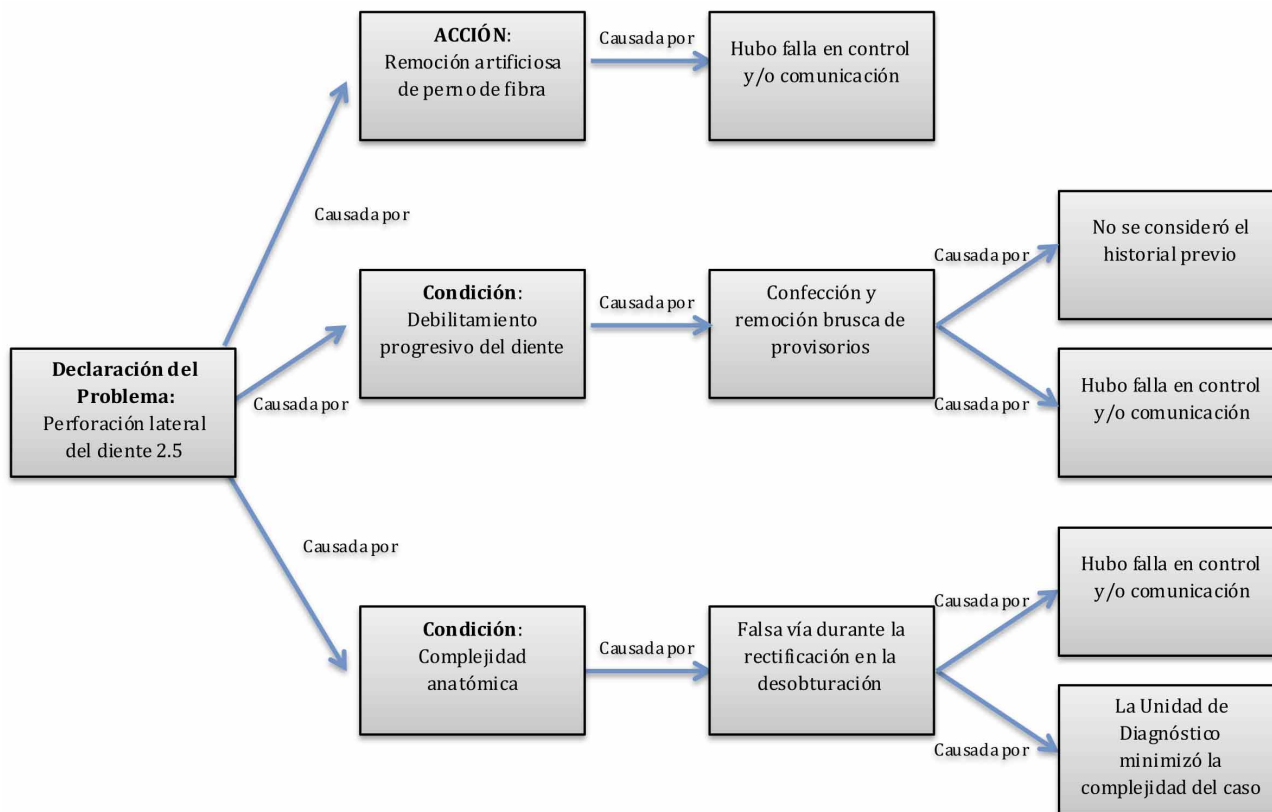 ACCIÓN:
Remoción artificiosa
de perno de fibra
Causada por
Hubo falla en control
y/o comunicación
Causada por
Condición:
Debilitamiento
progresivo del diente
Causada por
Confección y
remoción brusca de
provisorios
Causada por
No se consideró el
historial previo
Causada por
Hubo falla en control
y/o comunicación
Declaración del
Problema:
Perforación lateral
del diente 2.5
Causada por
Causada por
Condición:
Complejidad
anatómica
Causada por
Falsa vía durante la
rectificación en la
desobturación
Causada por
Hubo falla en control
y/o comunicación
Causada por
La Unidad de
Diagnóstico
minimizó la
complejidad del caso